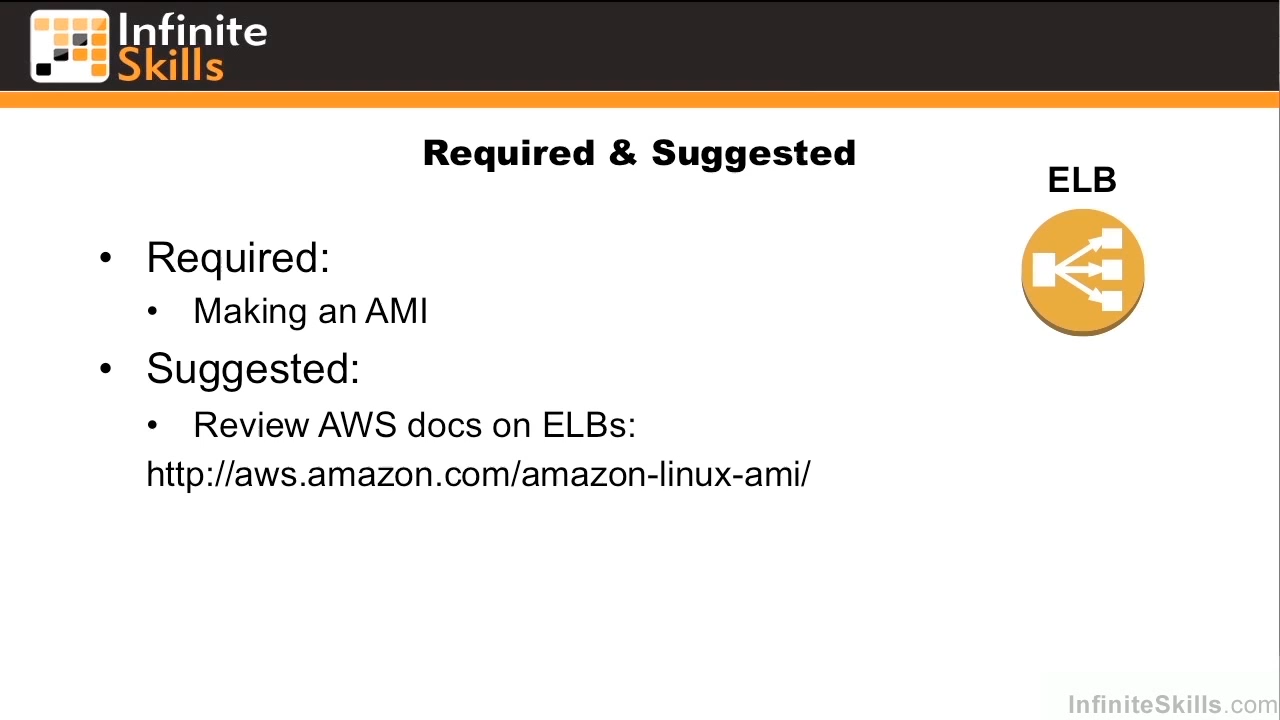 Infinite
Skills
Required & Suggested
ELB
• Required:
• Making an AMI
• Suggested:
• Review AWS docs on ELBs:
http://aws.amazon.com/amazon-linux-ami/
InfiniteSkills.com